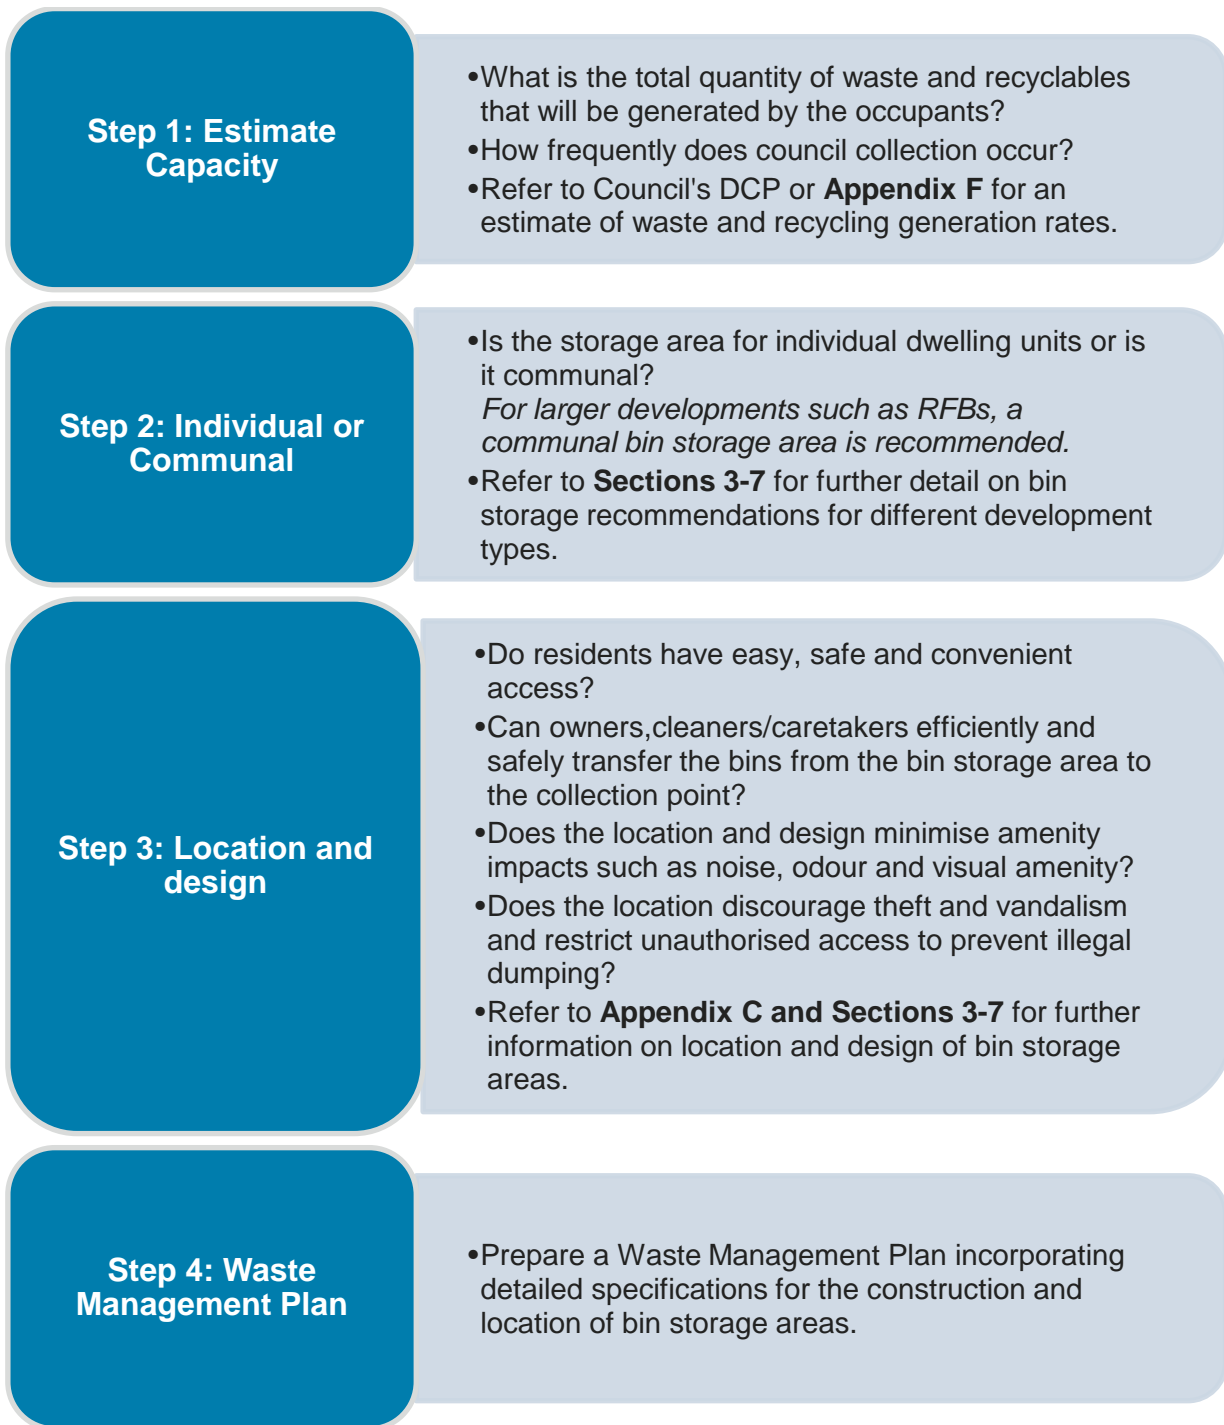 Step 1: Estimate
Capacity
•What is the total quantity of waste and recyclables
that will be generated by the occupants?
•How frequently does council collection occur?
•Refer to Council's DCP or Appendix F for an
estimate of waste and recycling generation rates.
Step 2: Individual or
Communal
•Is the storage area for individual dwelling units or is
it communal?
For larger developments such as RFBs, a
communal bin storage area is recommended.
•Refer to Sections 3-7 for further detail on bin
storage recommendations for different development
types.
Step 3: Location and
design
•Do residents have easy, safe and convenient
access?
•Can owners,cleaners/caretakers efficiently and
safely transfer the bins from the bin storage area to
the collection point?
•Does the location and design minimise amenity
impacts such as noise, odour and visual amenity?
•Does the location discourage theft and vandalism
and restrict unauthorised access to prevent illegal
dumping?
•Refer to Appendix C and Sections 3-7 for further
information on location and design of bin storage
areas.
Step 4: Waste
Management Plan
•Prepare a Waste Management Plan incorporating
detailed specifications for the construction and
location of bin storage areas.